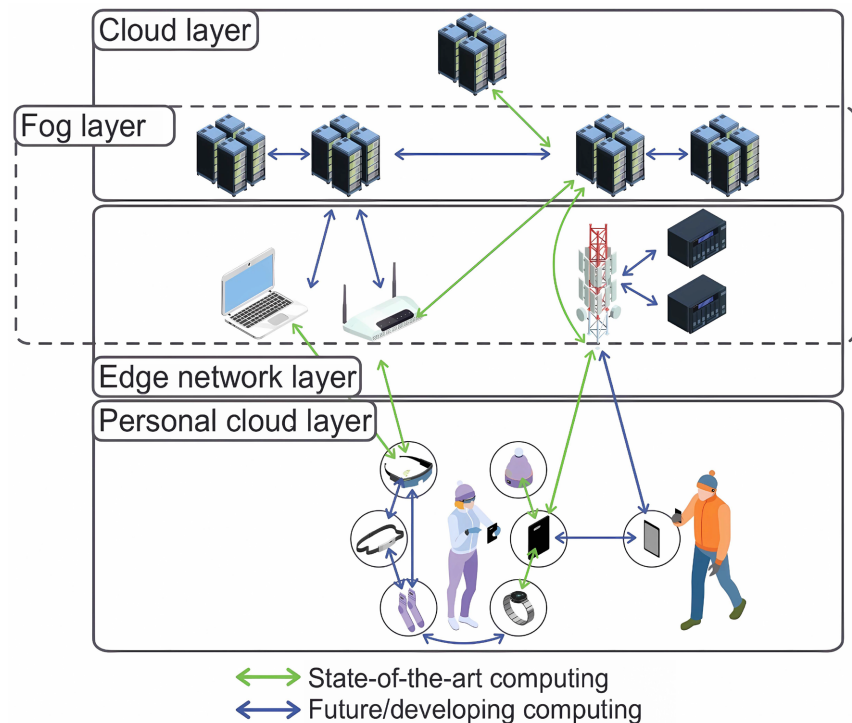 Cloud layer
Fog layer
Edge network layer
Personal cloud layer
State-of-the-art computing
Future/developing computing